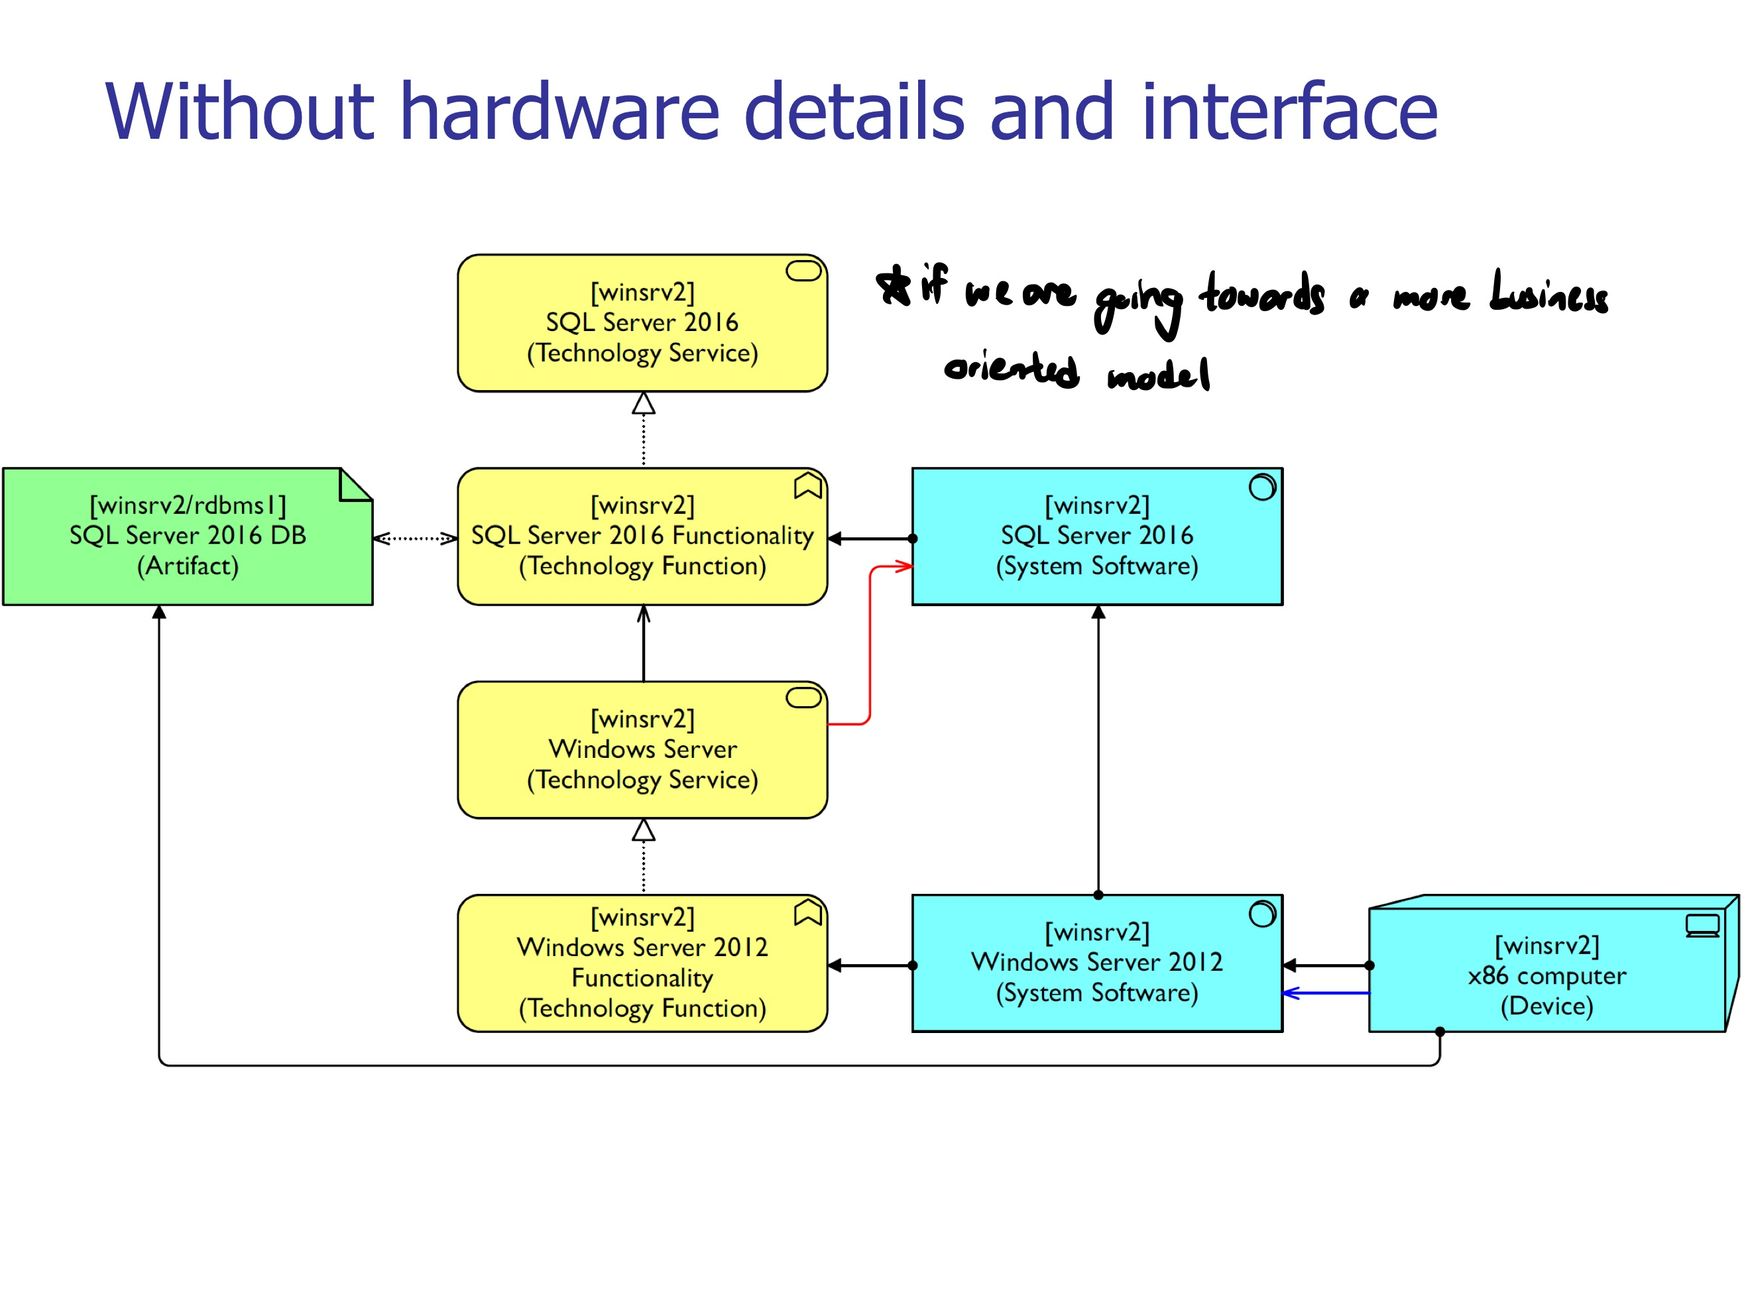 Without hardware details and interface
[winsrv2]
SQL Server 2016
(Technology Service)
★ if we are going towards a more business
oriented model
[winsrv2/rdbms1]
SQL Server 2016 DB
(Artifact)
[winsrv2]
SQL Server 2016 Functionality
(Technology Function)
[winsrv2]
SQL Server 2016
(System Software)
[winsrv2]
Windows Server
(Technology Service)
[winsrv2]
Windows Server 2012
Functionality
(Technology Function)
[winsrv2]
Windows Server 2012
(System Software)
[winsrv2]
x86 computer
(Device)